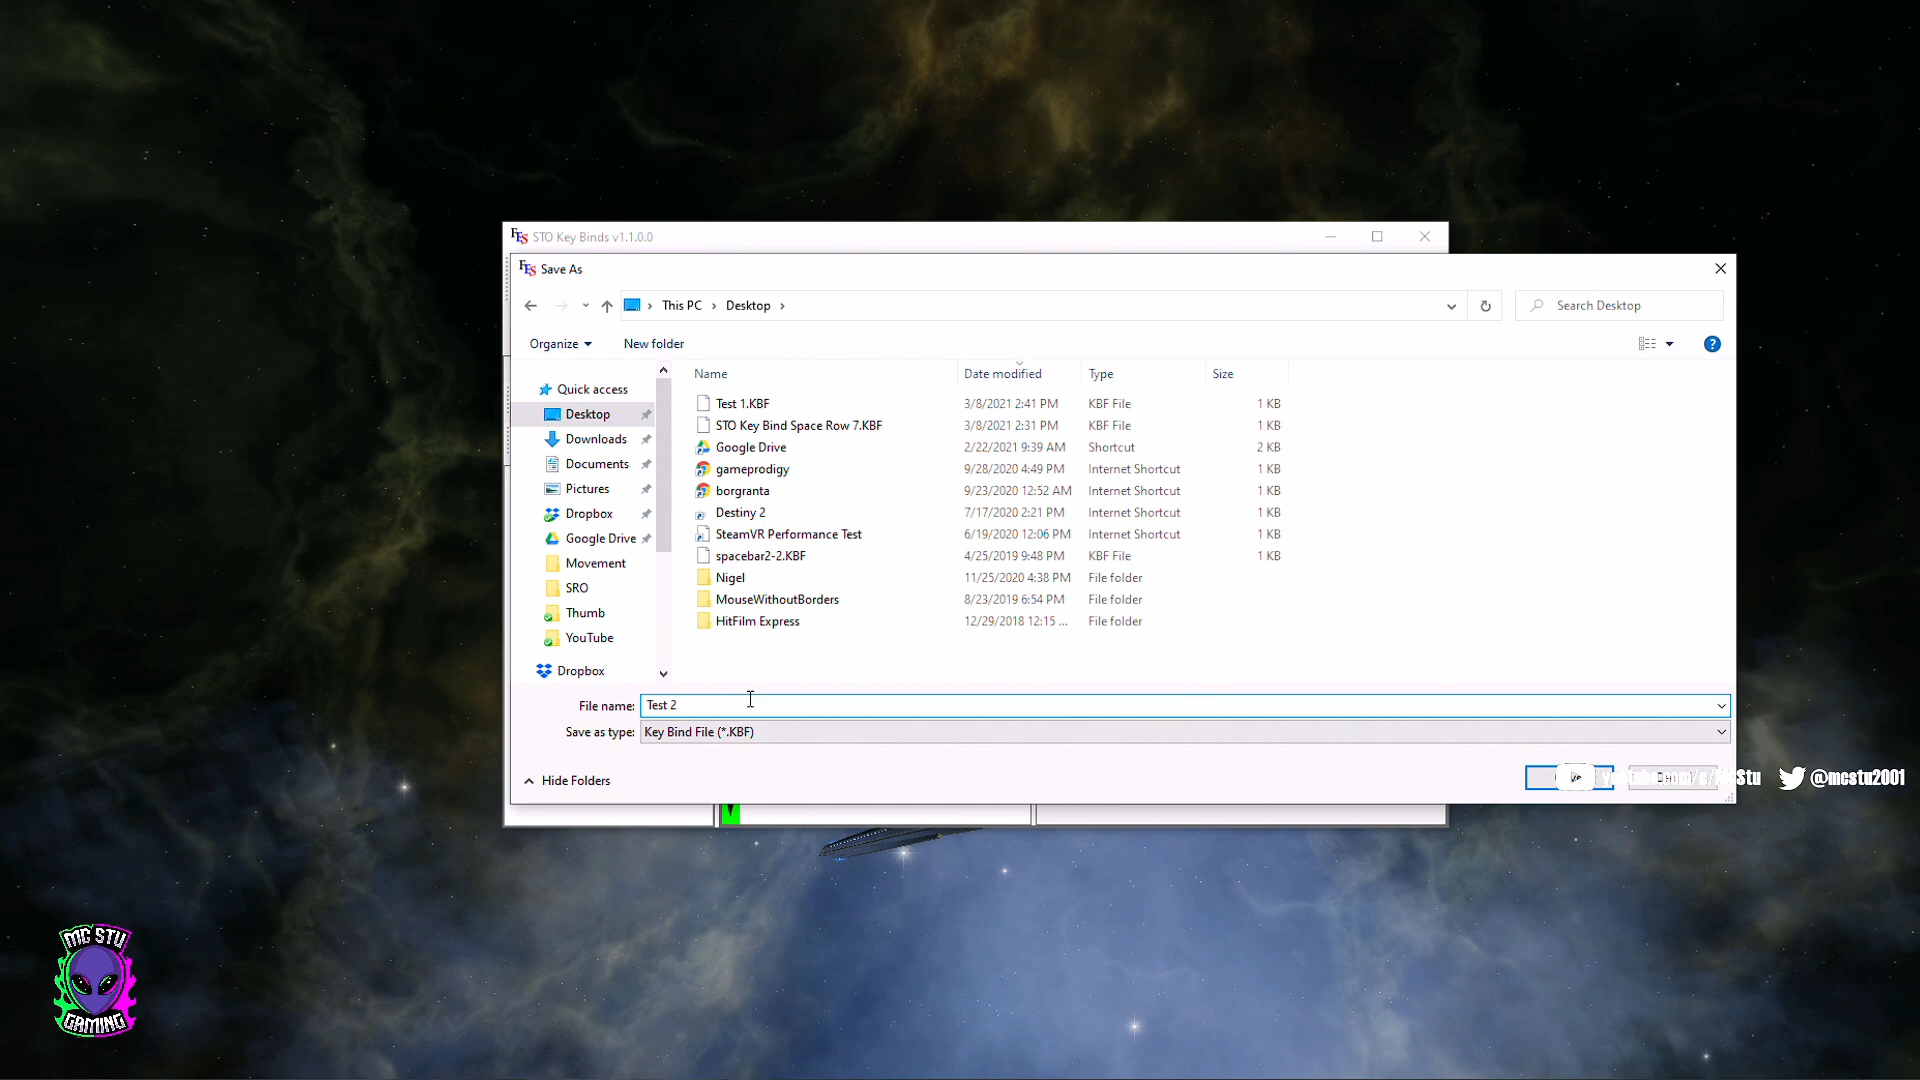 FES STO Key Binds v1.1.0.0
FES Save As
This PC > Desktop >
Search Desktop
Organize
New folder
?
Name
Date modified
Type
Size
Quick access
Desktop
Downloads
Documents
Pictures
Dropbox
Google Drive
Movement
SRO
Thumb
YouTube
Dropbox
Test 1.KBF 3/8/2021 2:41 PM KBF File 1 KB
STO Key Bind Space Row 7.KBF 3/8/2021 2:31 PM KBF File 1 KB
Google Drive 2/22/2021 9:39 AM Shortcut 2 KB
gameprodigy 9/28/2020 4:49 PM Internet Shortcut 1 KB
borgranta 9/23/2020 12:52 AM Internet Shortcut 1 KB
Destiny 2 7/17/2020 2:21 PM Internet Shortcut 1 KB
SteamVR Performance Test 6/19/2020 12:06 PM Internet Shortcut 1 KB
spacebar2-2.KBF 4/25/2019 9:48 PM KBF File 1 KB
Nigel 11/25/2020 4:38 PM File folder
MouseWithoutBorders 8/23/2019 6:54 PM File folder
HitFilm Express 12/29/2018 12:15 ... File folder
File name: Test 2
Save as type: Key Bind File (*.KBF)
Hide Folders
@mcstu2001
MC STU
GAMING